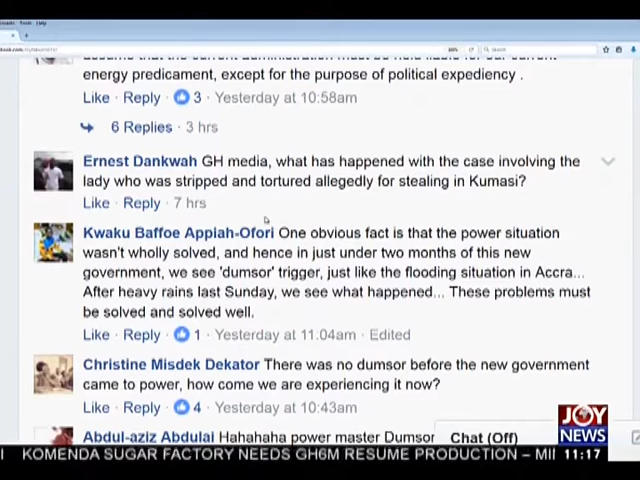 Tools Help
energy predicament, except for the purpose of political expediency .
Like · Reply · 3 · Yesterday at 10:58am
6 Replies · 3 hrs
Ernest Dankwah GH media, what has happened with the case involving the
lady who was stripped and tortured allegedly for stealing in Kumasi?
Like · Reply · 7 hrs
Kwaku Baffoe Appiah-Ofori One obvious fact is that the power situation
wasn't wholly solved, and hence in just under two months of this new
government, we see 'dumsor' trigger, just like the flooding situation in Accra...
After heavy rains last Sunday, we see what happened... These problems must
be solved and solved well.
Like · Reply · 1 · Yesterday at 11:04am · Edited
Christine Misdek Dekator There was no dumsor before the new government
came to power, how come we are experiencing it now?
Like · Reply · 4 · Yesterday at 10:43am
Abdul-aziz Abdulai Hahahaha power master Dumsor
Chat (Off)
JOY
NEWS
KOMENDA SUGAR FACTORY NEEDS GH6M RESUME PRODUCTION – MII
11:17